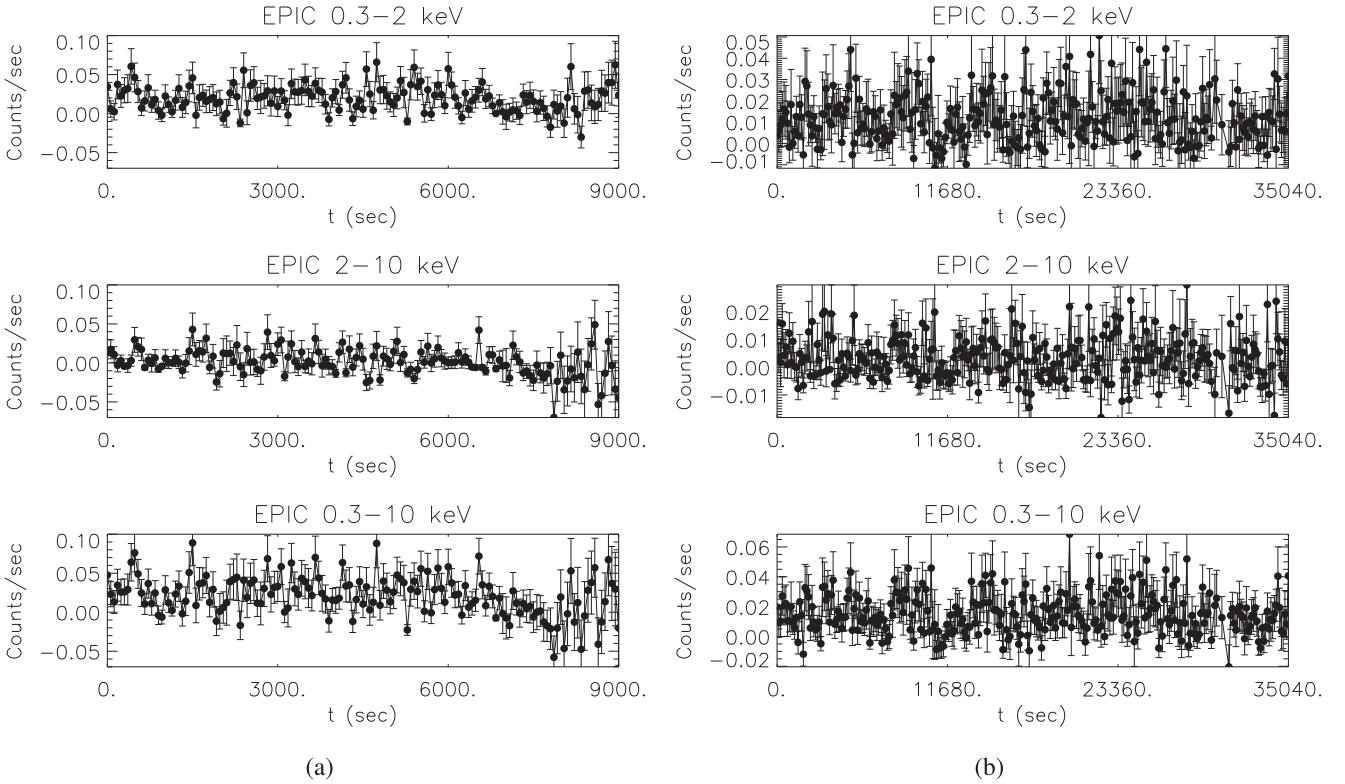 EPIC 0.3−2 keV
0.10
0.05
0.00
−0.05
Counts/sec
0. 3000. 6000. 9000.
t (sec)
EPIC 2−10 keV
0.10
0.05
0.00
−0.05
Counts/sec
0. 3000. 6000. 9000.
t (sec)
EPIC 0.3−10 keV
0.10
0.05
0.00
−0.05
Counts/sec
0. 3000. 6000. 9000.
t (sec)
(a)
EPIC 0.3−2 keV
0.05
0.04
0.03
0.02
0.01
0.00
−0.01
Counts/sec
0. 11680. 23360. 35040.
t (sec)
EPIC 2−10 keV
0.02
0.01
0.00
−0.01
Counts/sec
0. 11680. 23360. 35040.
t (sec)
EPIC 0.3−10 keV
0.06
0.04
0.02
0.00
−0.02
Counts/sec
0. 11680. 23360. 35040.
t (sec)
(b)